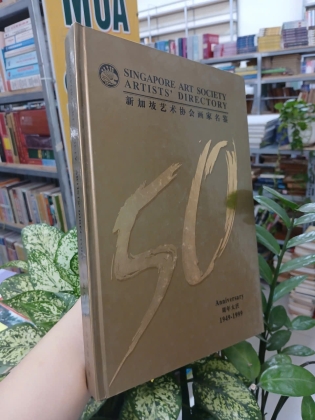 MUA
SINGAPORE ART SOCIETY
ARTISTS' DIRECTORY
新加坡艺术协会画家名鉴
50
Anniversary
1949-1999